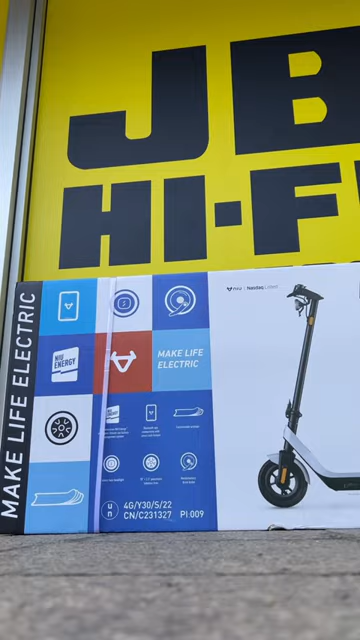 JB
HI-F
MAKE LIFE ELECTRIC
NIU
ENERGY
MAKE LIFE
ELECTRIC
NIU | Nasdaq Listed
un
4G/Y30/S/22
CN/C231327 PI:009